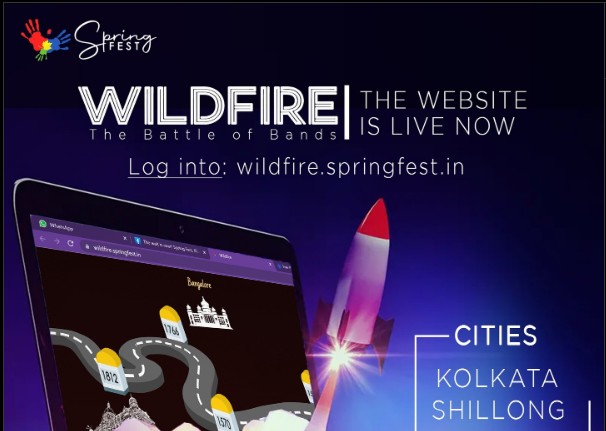 Spring
FEST
WILDFIRE
The Battle of Bands
THE WEBSITE
IS LIVE NOW
Log into: wildfire.springfest.in
WhatsApp
Wildfire
wildfire.springfest.in
Bangalore
1766
1812
1570
CITIES
KOLKATA
SHILLONG